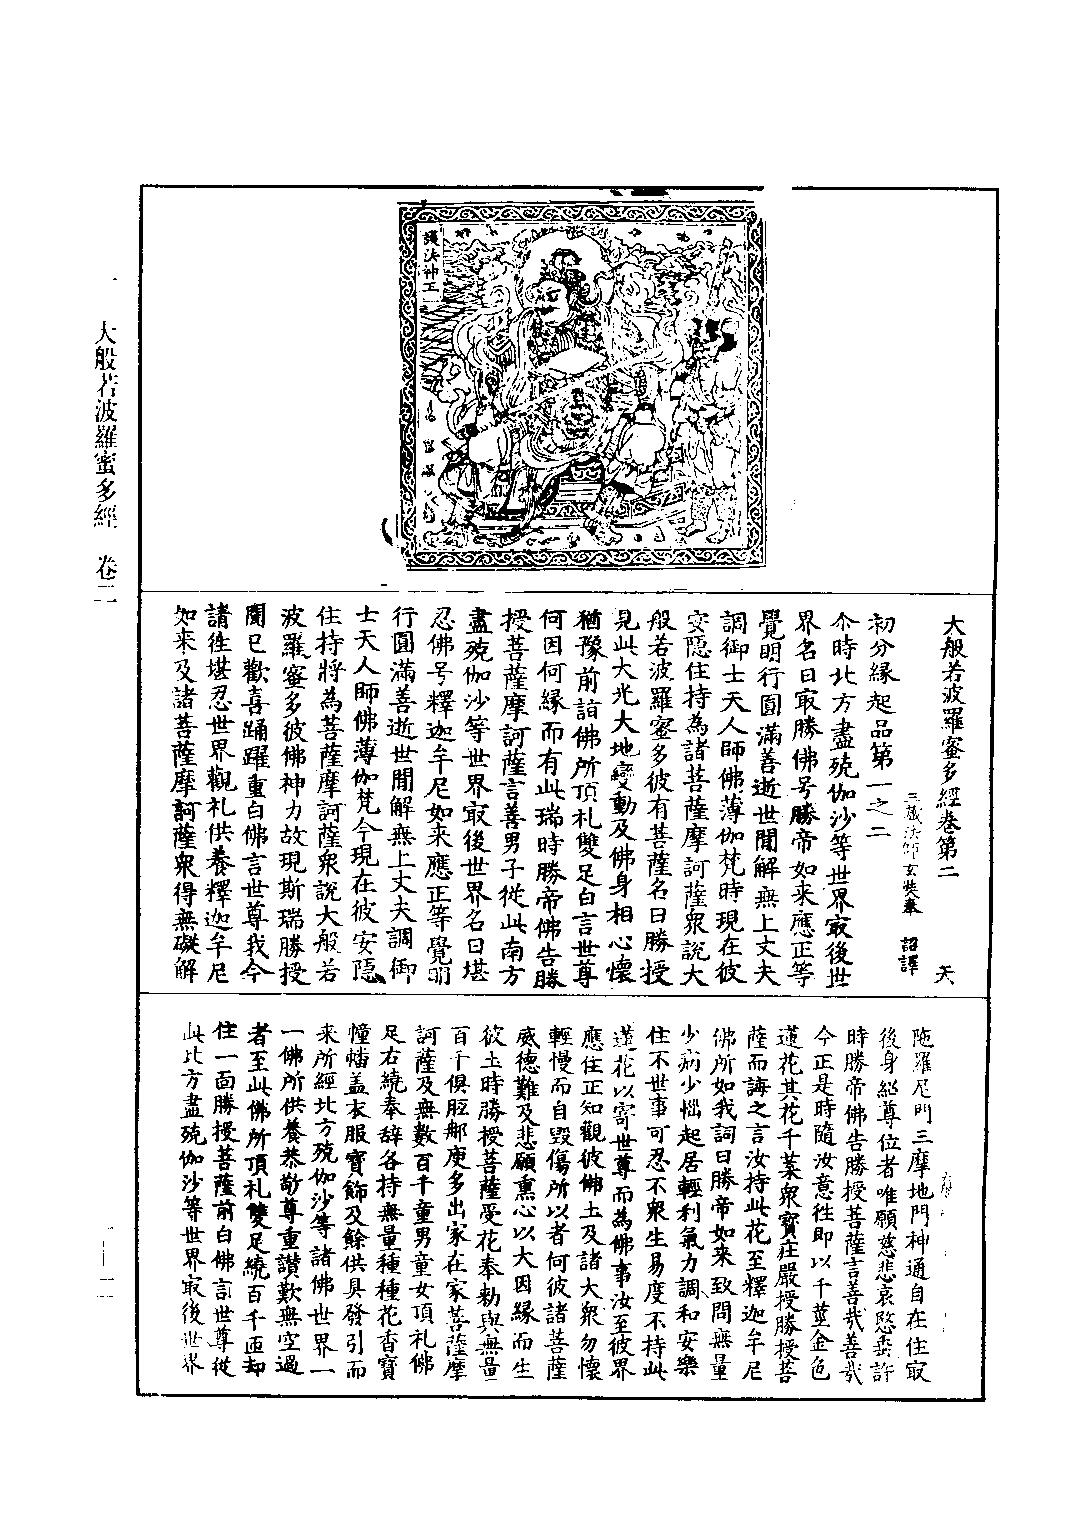 護法神王
大般若波羅蜜多經卷第二
三藏法師玄奘奉 詔譯 天
初分緣起品第一之二
尒時北方盡殑伽沙等世界㝡後世
界名曰㝡勝佛号勝帝如来應正等
覺明行圓滿善逝世間解無上丈夫
調御士天人師佛薄伽梵時現在彼
安隱住持為諸菩薩摩訶薩衆說大
般若波羅蜜多彼有菩薩名曰勝授
見此大光大地變動及佛身相心懷
猶豫前詣佛所頂礼雙足白言世尊
何因何緣而有此瑞時勝帝佛告勝
授菩薩摩訶薩言善男子從此南方
盡殑伽沙等世界㝡後世界名曰堪
忍佛号釋迦牟尼如来應正等覺明
行圓滿善逝世間解無上丈夫調御
士天人師佛薄伽梵今現在彼安隱
住持將為菩薩摩訶薩衆說大般若
波羅蜜多彼佛神力故現斯瑞勝授
聞已歡喜踊躍重白佛言世尊我今
請往堪忍世界觀礼供養釋迦牟尼
如来及諸菩薩摩訶薩衆得無礙解
陁羅尼門三摩地門神通自在住㝡
後身紹尊位者唯願慈悲哀愍垂許
時勝帝佛告勝授菩薩言善哉善哉
今正是時隨汝意往即以千莖金色
蓮花其花千葉衆寶莊嚴授勝授菩
薩而誨之言汝持此花至釋迦牟尼
佛所如我詞曰勝帝如来致問無量
少病少惱起居輕利氣力調和安樂
住不世事可忍不衆生易度不持此
蓮花以寄世尊而為佛事汝至彼界
應住正知觀彼佛土及諸大衆勿懷
輕慢而自毀傷所以者何彼諸菩薩
威德難及悲願熏心以大因緣而生
彼土時勝授菩薩受花奉勑與無量
百千俱胝那庾多出家在家菩薩摩
訶薩及無數百千童男童女頂礼佛
足右繞奉辞各持無量種種花香寶
幢幡盖衣服寶飾及餘供具發引而
来所經北方殑伽沙等諸佛世界一
一佛所供養恭敬尊重讚歎無空過
者至此佛所頂礼雙足繞百千匝却
住一面勝授菩薩前白佛言世尊從
此北方盡殑伽沙等世界㝡後世界
大般若波羅蜜多經 卷二